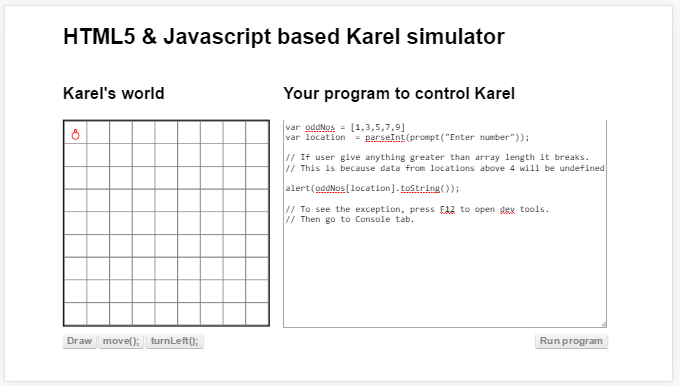 HTML5 & Javascript based Karel simulator
Karel's world
Your program to control Karel
var oddNos = [1,3,5,7,9]
var location  = parseInt(prompt("Enter number"));
// If user give anything greater than array length it breaks.
// This is because data from locations above 4 will be undefined
alert(oddNos[location].toString());
// To see the exception, press F12 to open dev tools.
// Then go to Console tab.
Draw
move();
turnLeft();
Run program